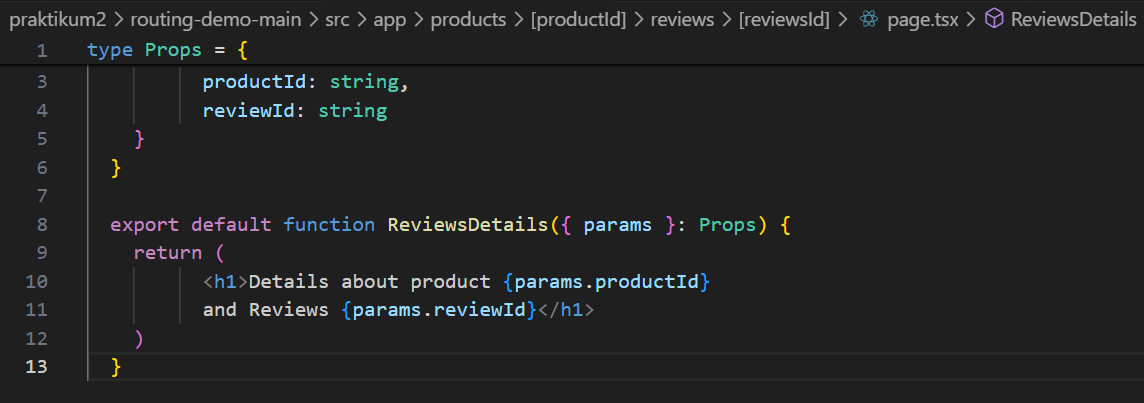 praktikum2 > routing-demo-main > src > app > products > [productId] > reviews > [reviewsId] > page.tsx > ReviewsDetails
1 type Props = {
3 productId: string,
4 reviewId: string
5 }
6 }
7
8 export default function ReviewsDetails({ params }: Props) {
9 return (
10 <h1>Details about product {params.productId}
11 and Reviews {params.reviewId}</h1>
12 )
13 }